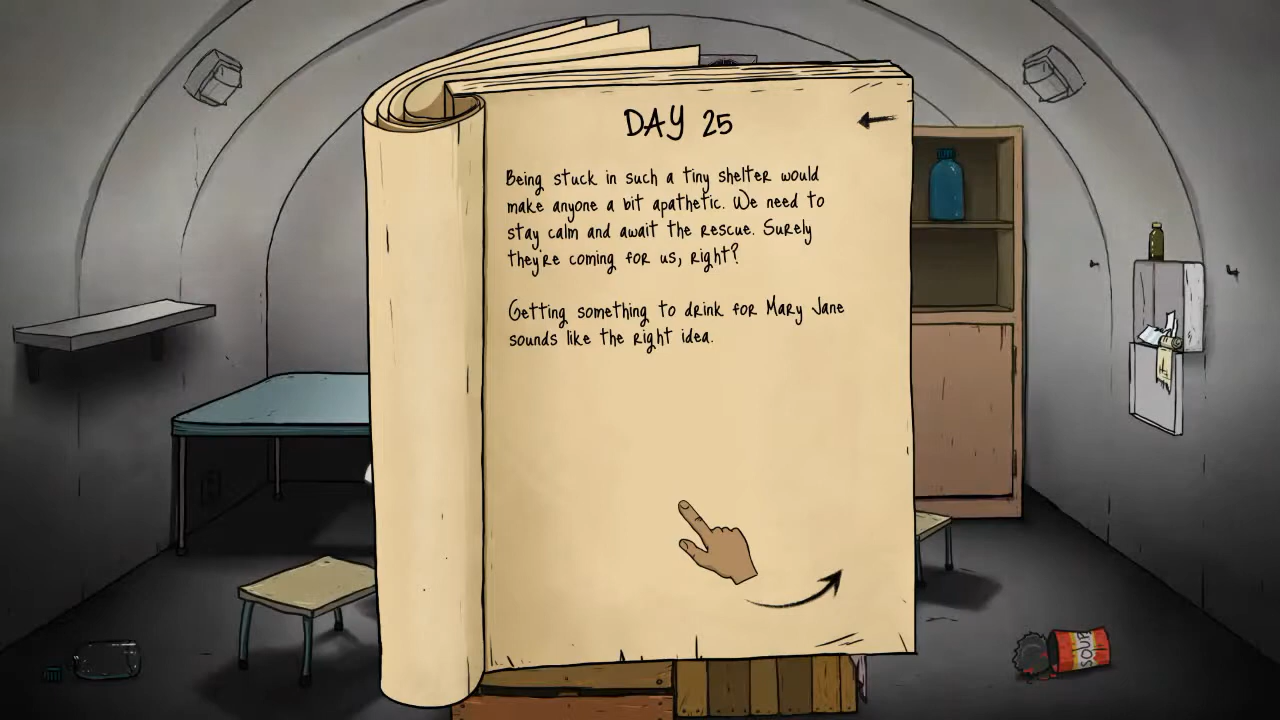 DAY 25
Being stuck in such a tiny shelter would
make anyone a bit apathetic. We need to
stay calm and await the rescue. Surely
they're coming for us, right?
Getting something to drink for Mary Jane
sounds like the right idea.
SOUP